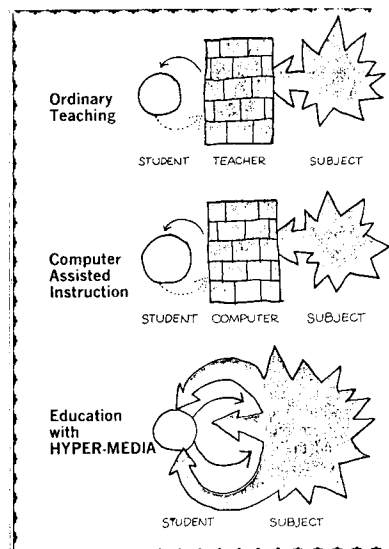 Ordinary
Teaching
STUDENT TEACHER SUBJECT
Computer
Assisted
Instruction
STUDENT COMPUTER SUBJECT
Education
with
HYPER-MEDIA
STUDENT SUBJECT